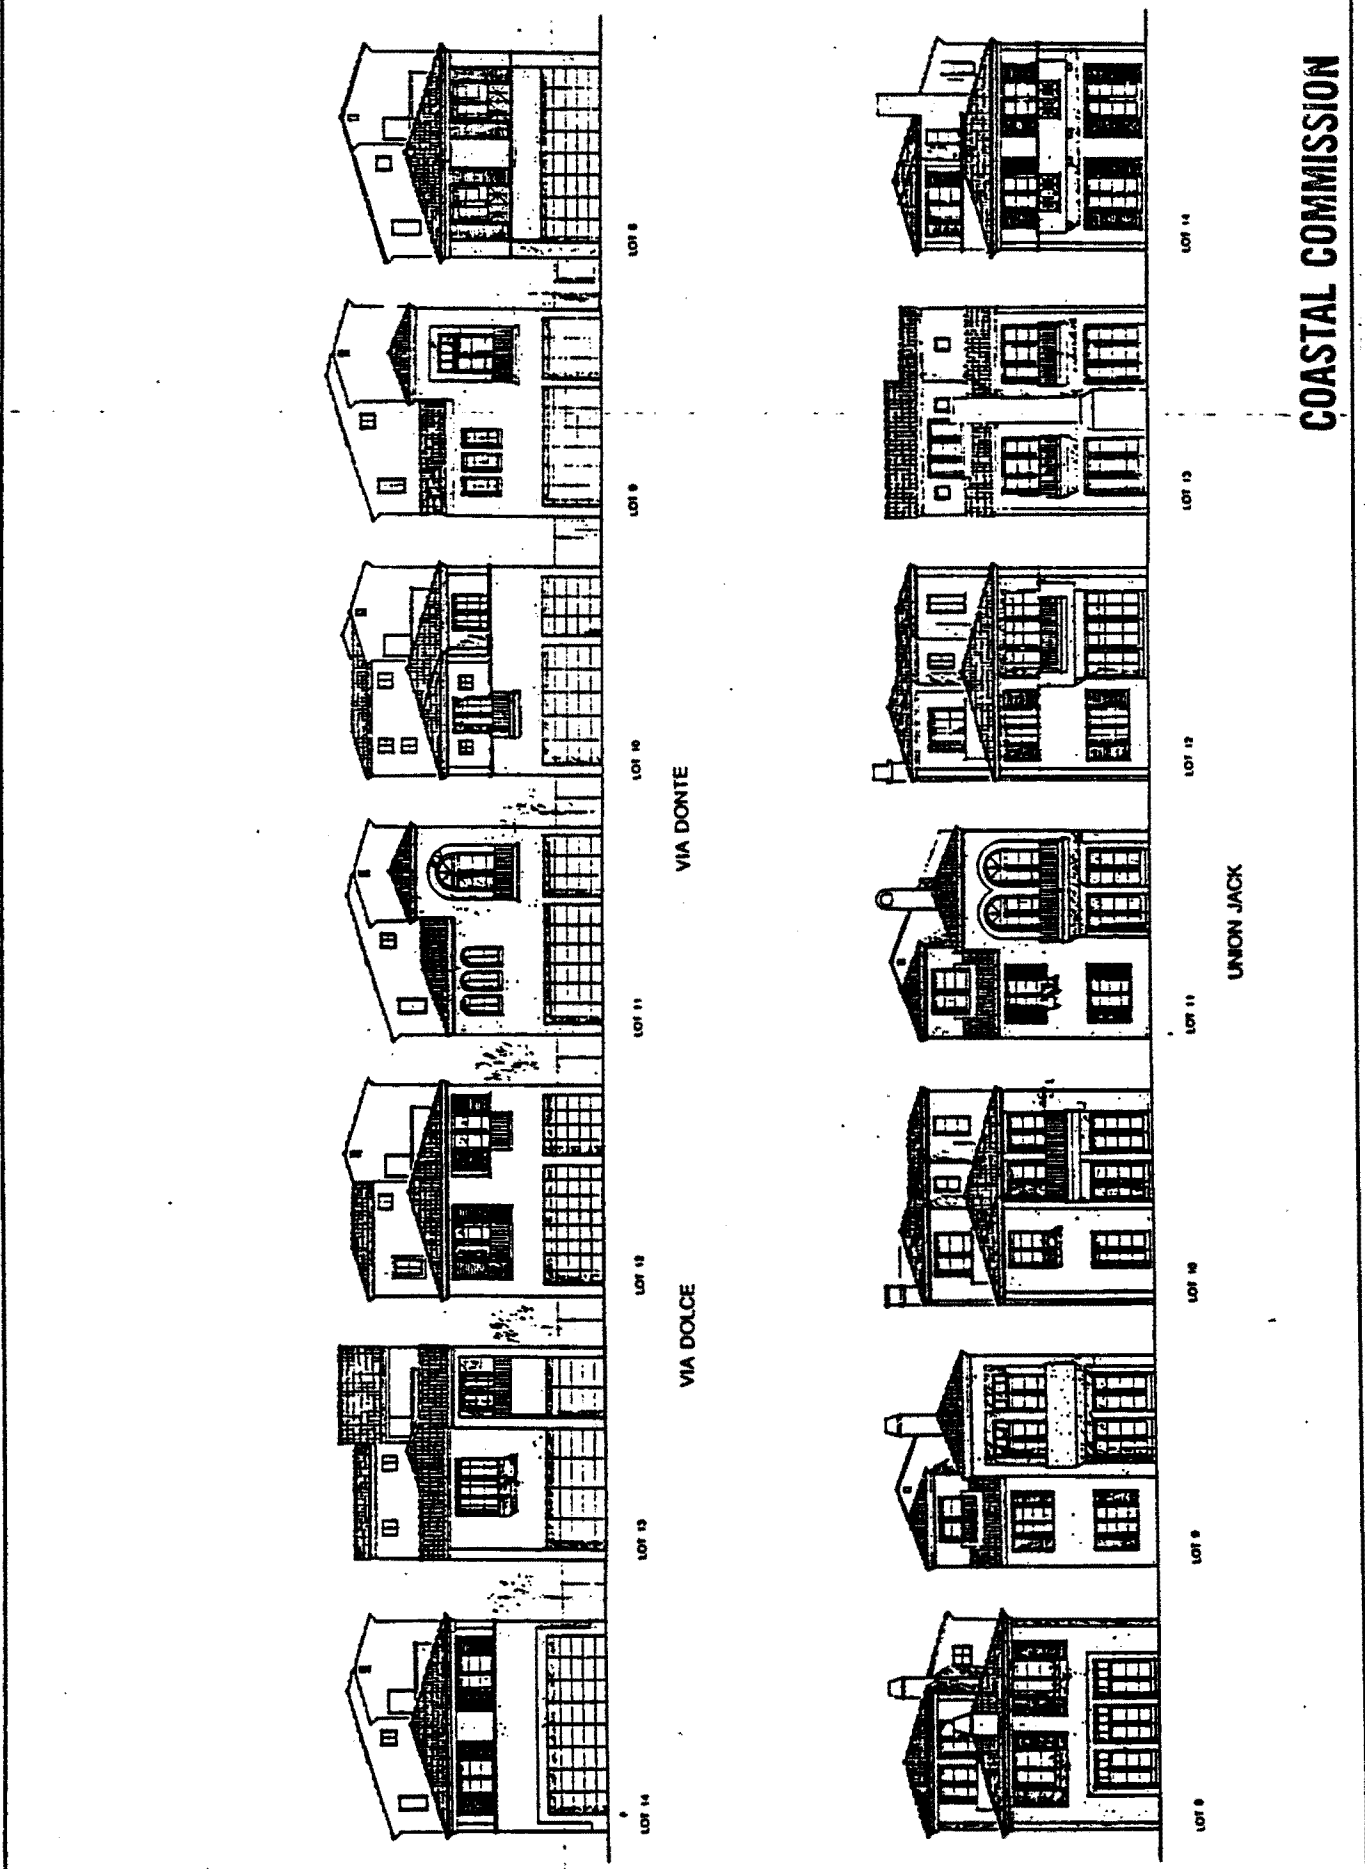 LOT 14 LOT 13 LOT 12 LOT 11 LOT 10 LOT 9 LOT 8
VIA DOLCE VIA DONTE
LOT 8 LOT 9 LOT 10 LOT 11 LOT 12 LOT 13 LOT 14
UNION JACK
COASTAL COMMISSION